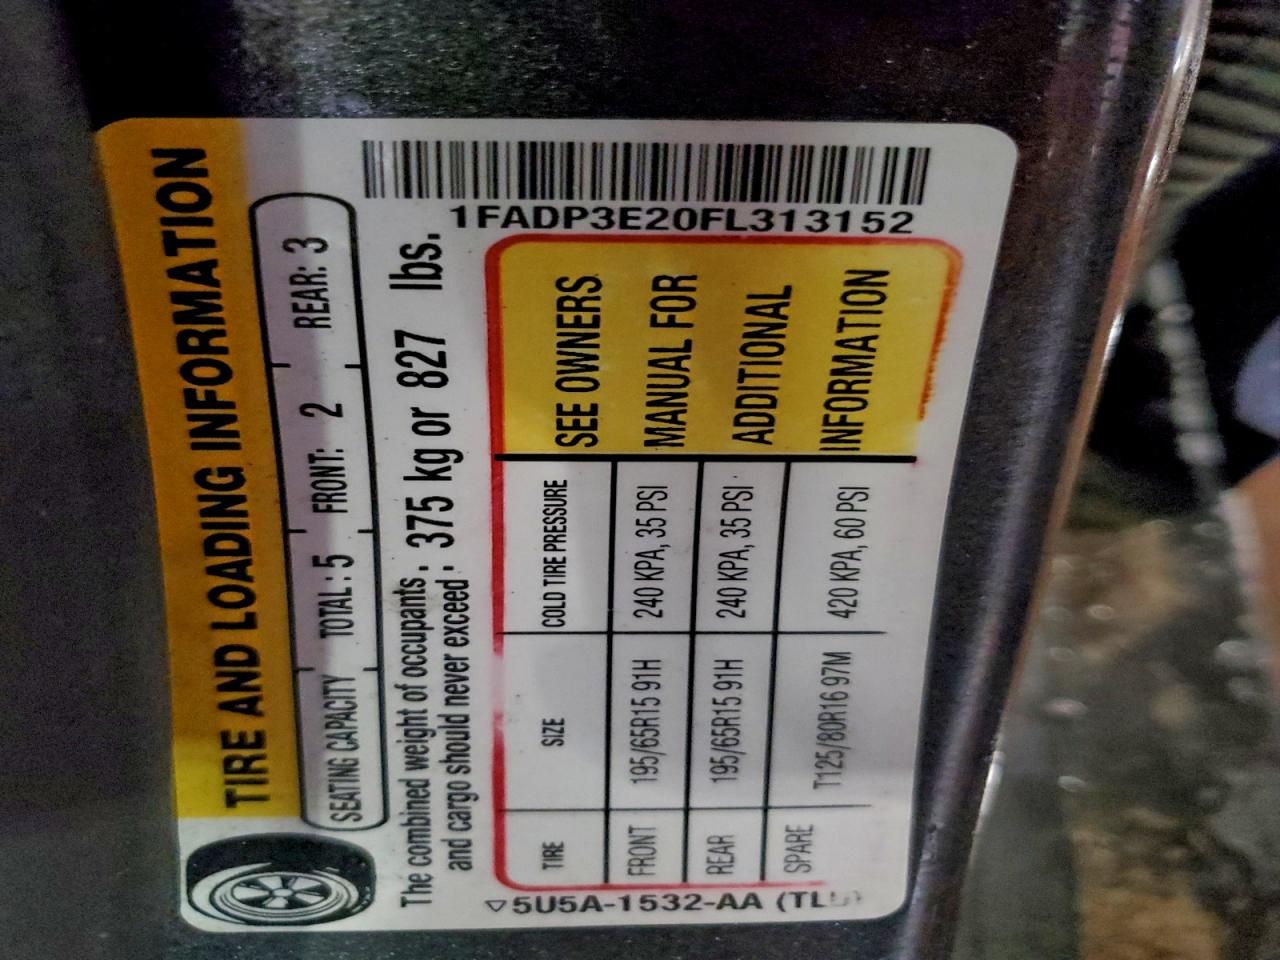 TIRE AND LOADING INFORMATION
SEATING CAPACITY TOTAL: 5 FRONT: 2 REAR: 3
The combined weight of occupants and cargo should never exceed: 375 kg or 827 lbs.
TIRE SIZE COLD TIRE PRESSURE
FRONT 195/65R15 91H 240 KPA, 35 PSI
REAR 195/65R15 91H 240 KPA, 35 PSI
SPARE T125/80R16 97M 420 KPA, 60 PSI
SEE OWNERS
MANUAL FOR
ADDITIONAL
INFORMATION
1FADP3E20FL313152
5U5A-1532-AA